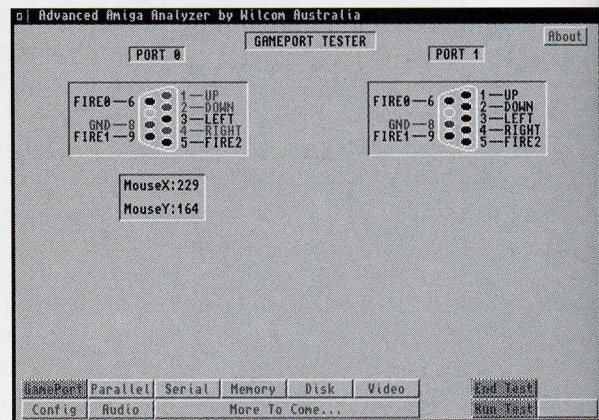 Advanced Amiga Analyzer by Wilcom Australia
GAMEPORT TESTER
About
PORT 0
PORT 1
FIRE0—6
1—UP
2—DOWN
3—LEFT
GND—8
4—RIGHT
FIRE1—9
5—FIRE2
FIRE0—6
1—UP
2—DOWN
3—LEFT
GND—8
4—RIGHT
FIRE1—9
5—FIRE2
MouseX:229
MouseY:164
GamePort Parallel Serial Memory Disk Video End Test
Config Audio More To Come... Run Test